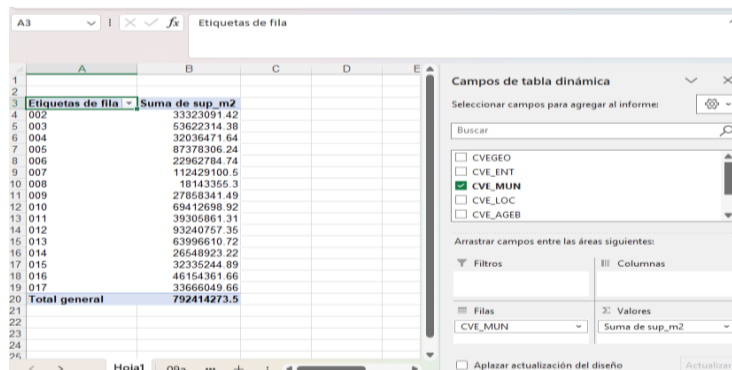 A3 fx Etiquetas de fila
A B C D E
1
2
3 Etiquetas de fila Suma de sup_m2
4 002 33323091.42
5 003 53622314.38
6 004 32036471.64
7 005 87378306.24
8 006 22962784.74
9 007 112429100.5
10 008 18143355.3
11 009 27858341.49
12 010 69412698.92
13 011 39305861.31
14 012 93240757.35
15 013 63996610.72
16 014 26548923.22
17 015 32335244.89
18 016 46154361.66
19 017 33666049.66
20 Total general 792414273.5
21
22
23
24
25
Hoja1 09a ... +
Campos de tabla dinámica
Seleccionar campos para agregar al informe:
Buscar
CVEGEO
CVE_ENT
CVE_MUN
CVE_LOC
CVE_AGEB
Arrastrar campos entre las áreas siguientes:
Filtros Columnas
Filas Σ Valores
CVE_MUN Suma de sup_m2
Aplazar actualización del diseño Actualizar